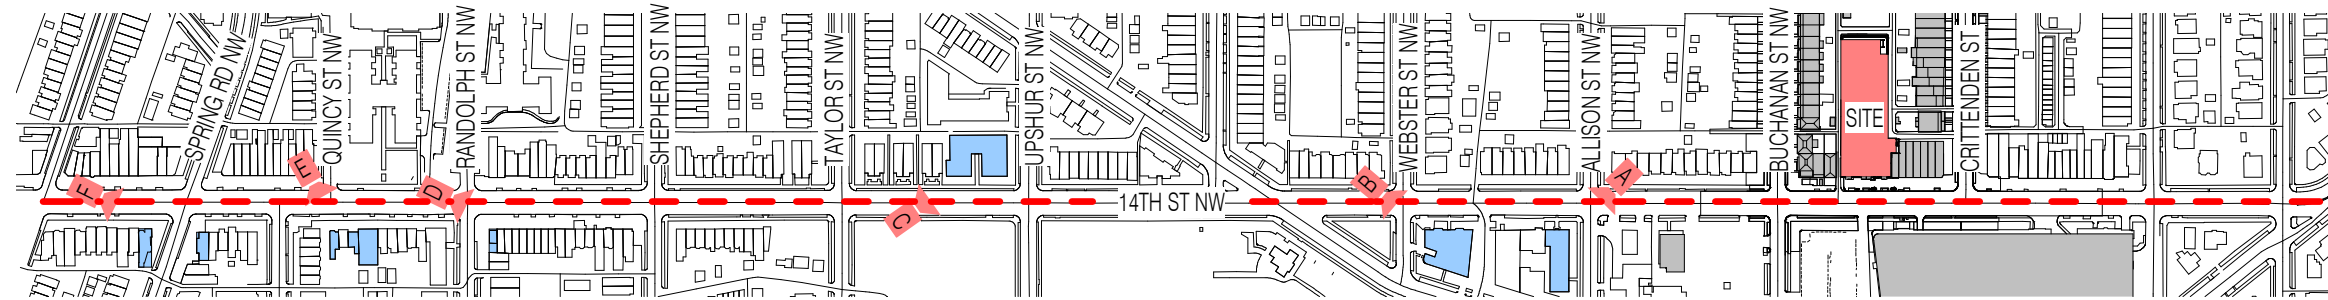 SPRING RD NW
QUINCY ST NW
RANDOLPH ST NW
SHEPHERD ST NW
TAYLOR ST NW
UPSHUR ST NW
WEBSTER ST NW
ALLISON ST NW
BUCHANAN ST NW
SITE
CRITTENDEN ST
F
E
D
C
B
A
14TH ST NW